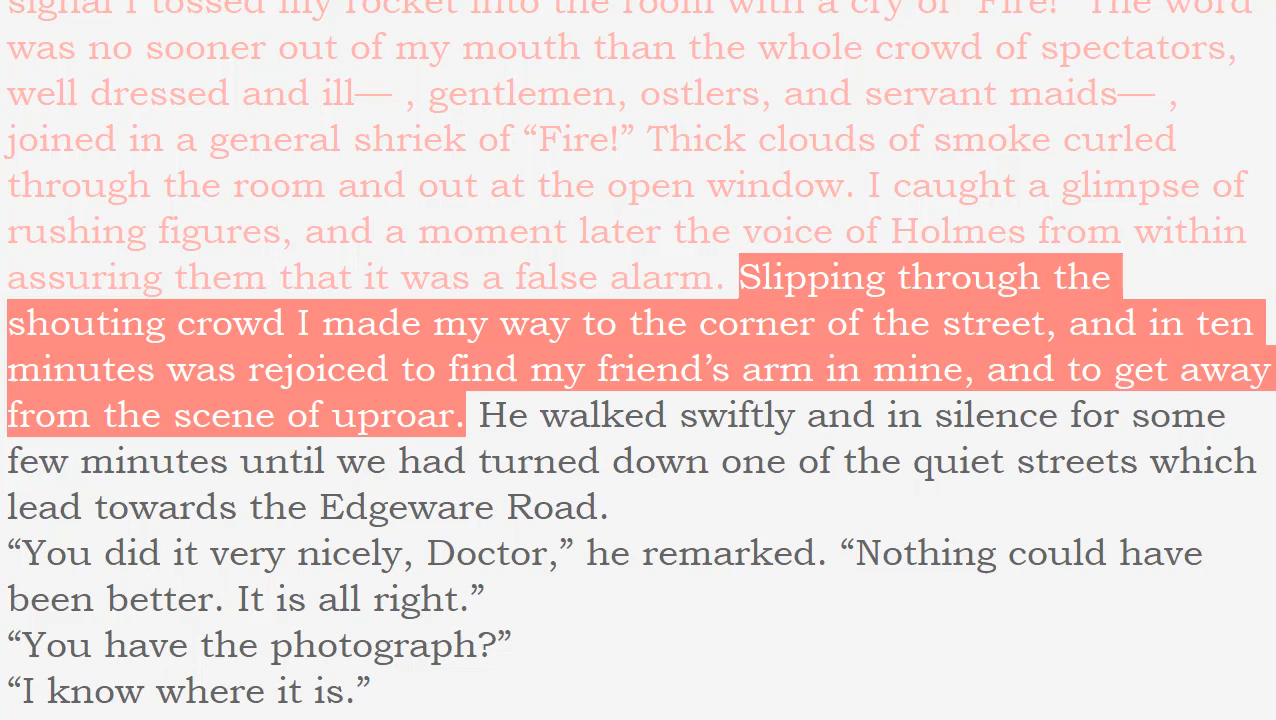 signal I tossed my rocket into the room with a cry of “Fire!” The word
was no sooner out of my mouth than the whole crowd of spectators,
well dressed and ill— , gentlemen, ostlers, and servant maids— ,
joined in a general shriek of “Fire!” Thick clouds of smoke curled
through the room and out at the open window. I caught a glimpse of
rushing figures, and a moment later the voice of Holmes from within
assuring them that it was a false alarm. Slipping through the
shouting crowd I made my way to the corner of the street, and in ten
minutes was rejoiced to find my friend’s arm in mine, and to get away
from the scene of uproar. He walked swiftly and in silence for some
few minutes until we had turned down one of the quiet streets which
lead towards the Edgeware Road.
“You did it very nicely, Doctor,” he remarked. “Nothing could have
been better. It is all right.”
“You have the photograph?”
“I know where it is.”